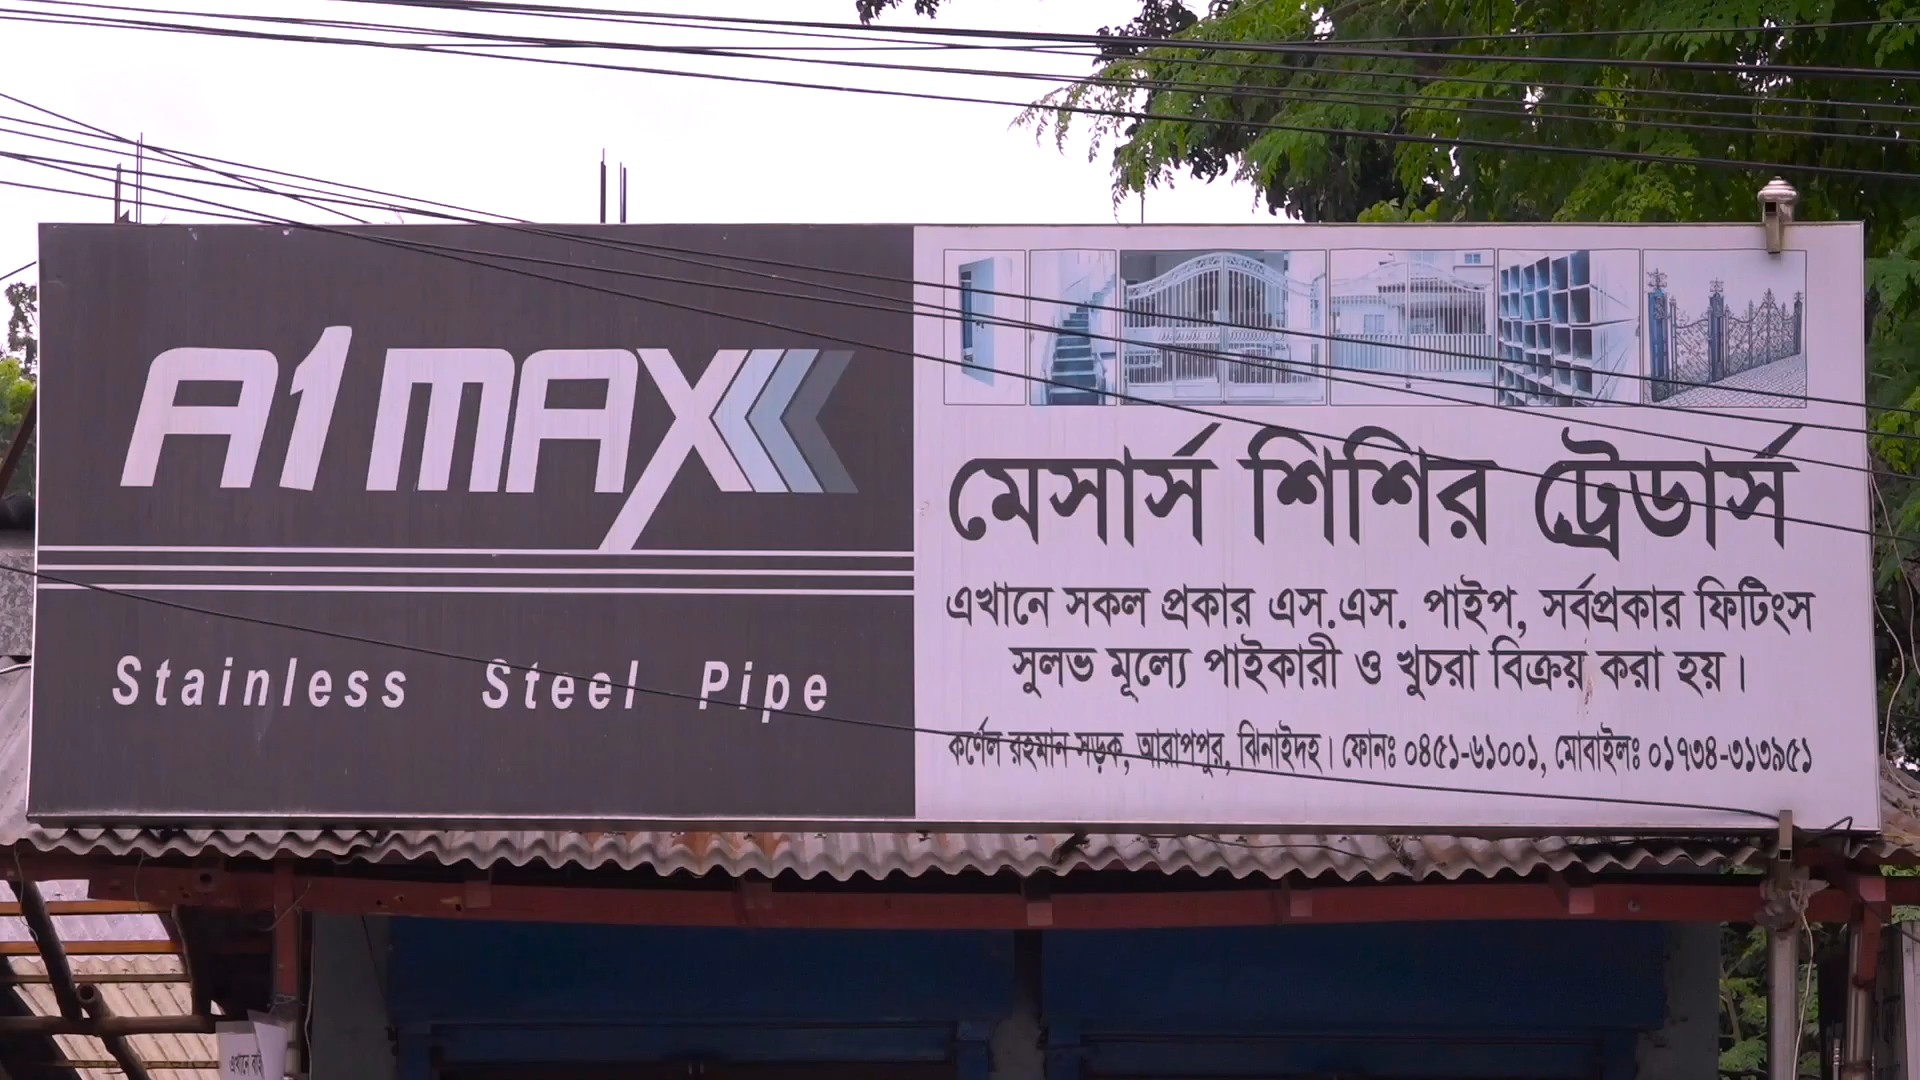 A1 MAX
Stainless Steel Pipe
মেসার্স শিশির ট্রেডার্স
এখানে সকল প্রকার এস.এস. পাইপ, সর্বপ্রকার ফিটিংস
সুলভ মূল্যে পাইকারী ও খুচরা বিক্রয় করা হয়।
কর্ণেল রহমান সড়ক, আরাপপুর, ঝিনাইদহ। ফোনঃ ০৪৫১-৬১০০১, মোবাইলঃ ০১৭৩৪-৩১৩৯৫১
এখানে